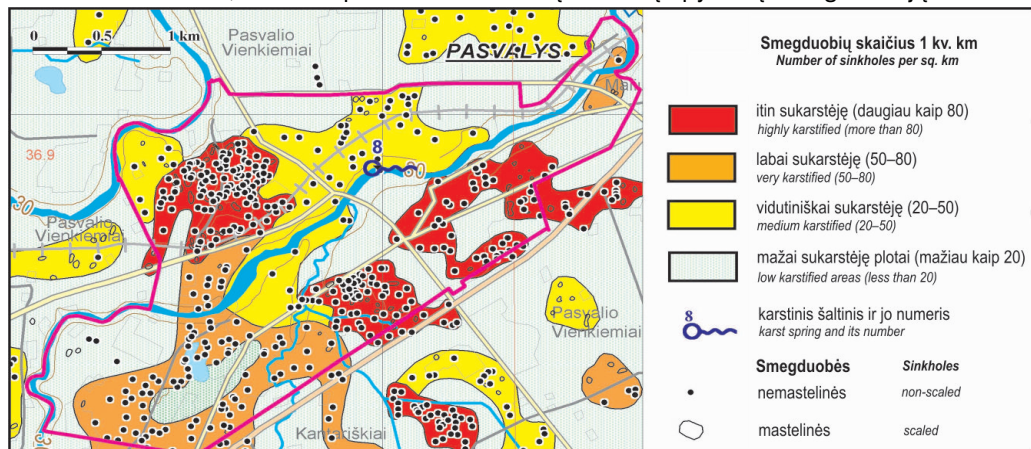 0 0.5 1 km
Pasvalio
Vienkiemiai
PASVALYS
8
30
36.9
30
Pasvalio
Vienkiemiai
Pasvalio
Vienkiemiai
Kantariškiai
Smegduobių skaičius 1 kv. km
Number of sinkholes per sq. km
itin sukarstėję (daugiau kaip 80)
highly karstified (more than 80)
labai sukarstėję (50–80)
very karstified (50–80)
vidutiniškai sukarstėję (20–50)
medium karstified (20–50)
mažai sukarstėję plotai (mažiau kaip 20)
low karstified areas (less than 20)
8
karstinis šaltinis ir jo numeris
karst spring and its number
Smegduobės Sinkholes
nemastelinės non-scaled
mastelinės scaled